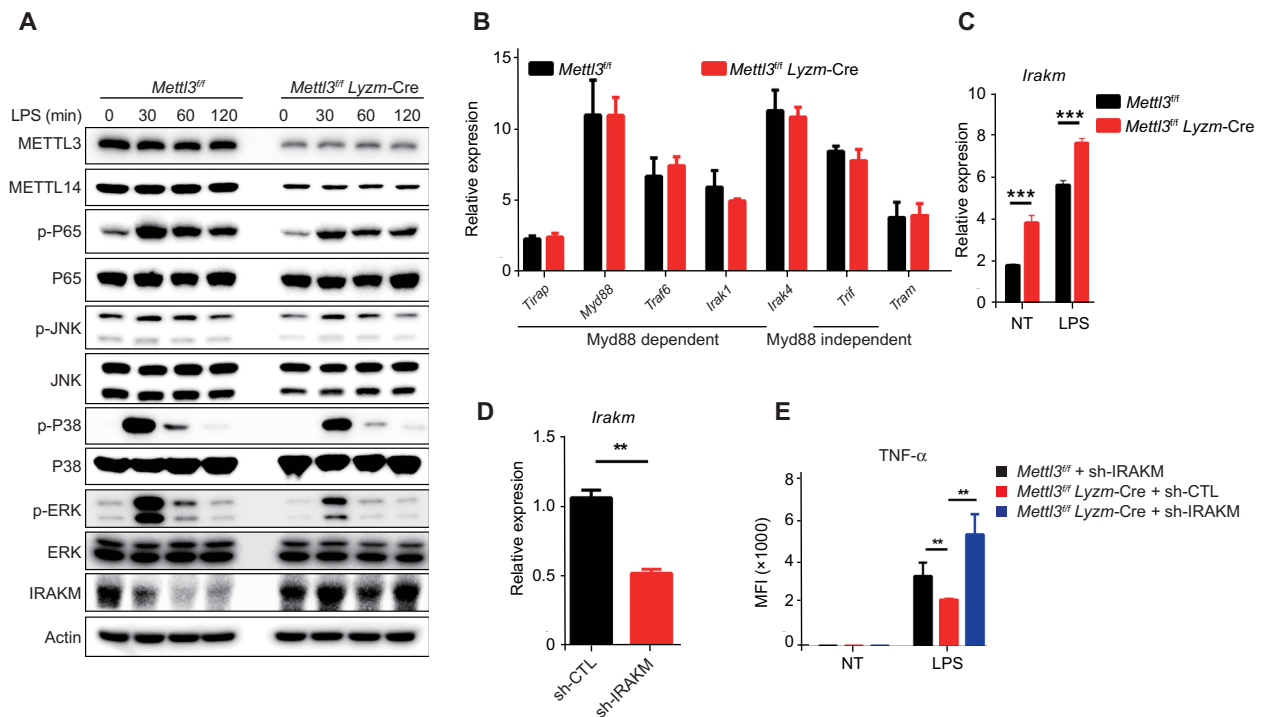 A
Mettl3f/f
Mettl3f/f Lyzm-Cre
LPS (min) 0 30 60 120 0 30 60 120
METTL3
METTL14
p-P65
P65
p-JNK
JNK
p-P38
P38
p-ERK
ERK
IRAKM
Actin
B
Mettl3f/f
Mettl3f/f Lyzm-Cre
Relative expresion
15
10
5
0
Tirap
Myd88
Traf6
Irak1
Irak4
Trif
Tram
Myd88 dependent
Myd88 independent
C
Irakm
Mettl3f/f
Mettl3f/f Lyzm-Cre
Relative expresion
10
8
6
4
2
0
***
***
NT
LPS
D
Irakm
Relative expresion
1.5
1.0
0.5
0
**
sh-CTL
sh-IRAKM
E
TNF-α
Mettl3f/f + sh-IRAKM
Mettl3f/f Lyzm-Cre + sh-CTL
Mettl3f/f Lyzm-Cre + sh-IRAKM
MFI (×1000)
8
6
4
2
0
**
**
NT
LPS